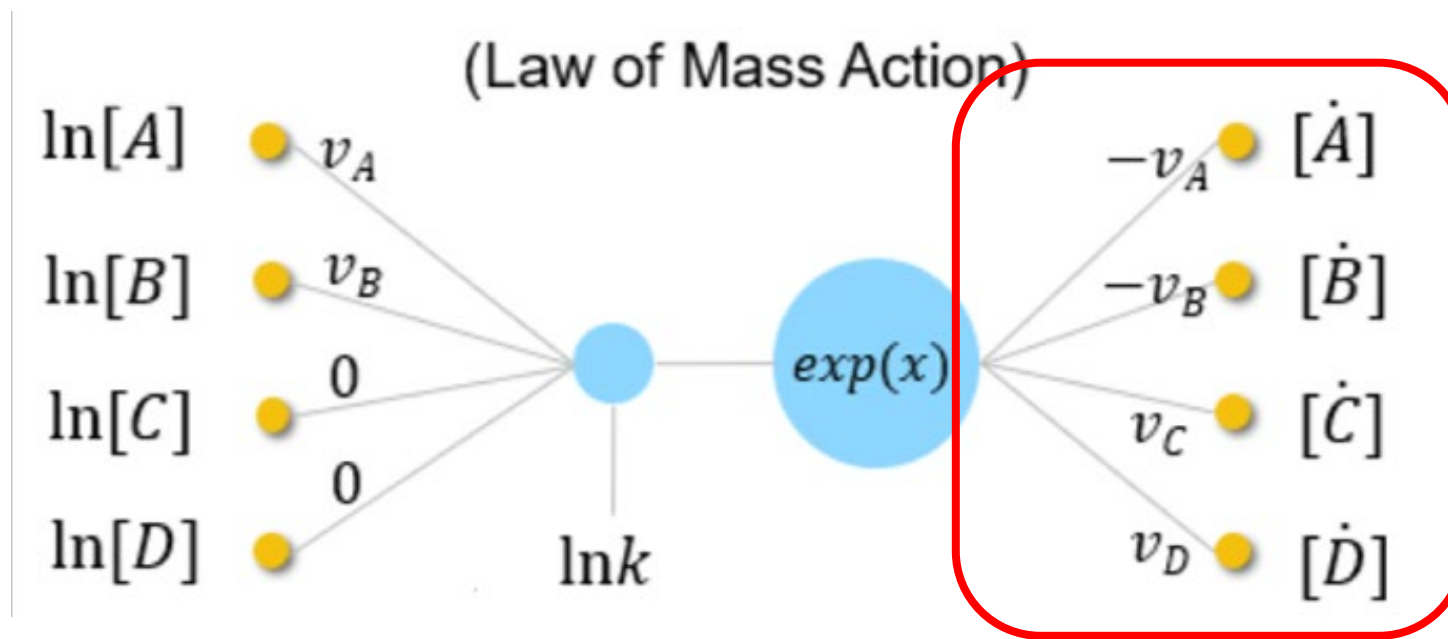 (Law of Mass Action)
ln[A] v_A −v_A [Ȧ]
ln[B] v_B −v_B [Ḃ]
exp(x)
ln[C] 0 v_C [Ċ]
ln[D] 0 v_D [Ḋ]
lnk